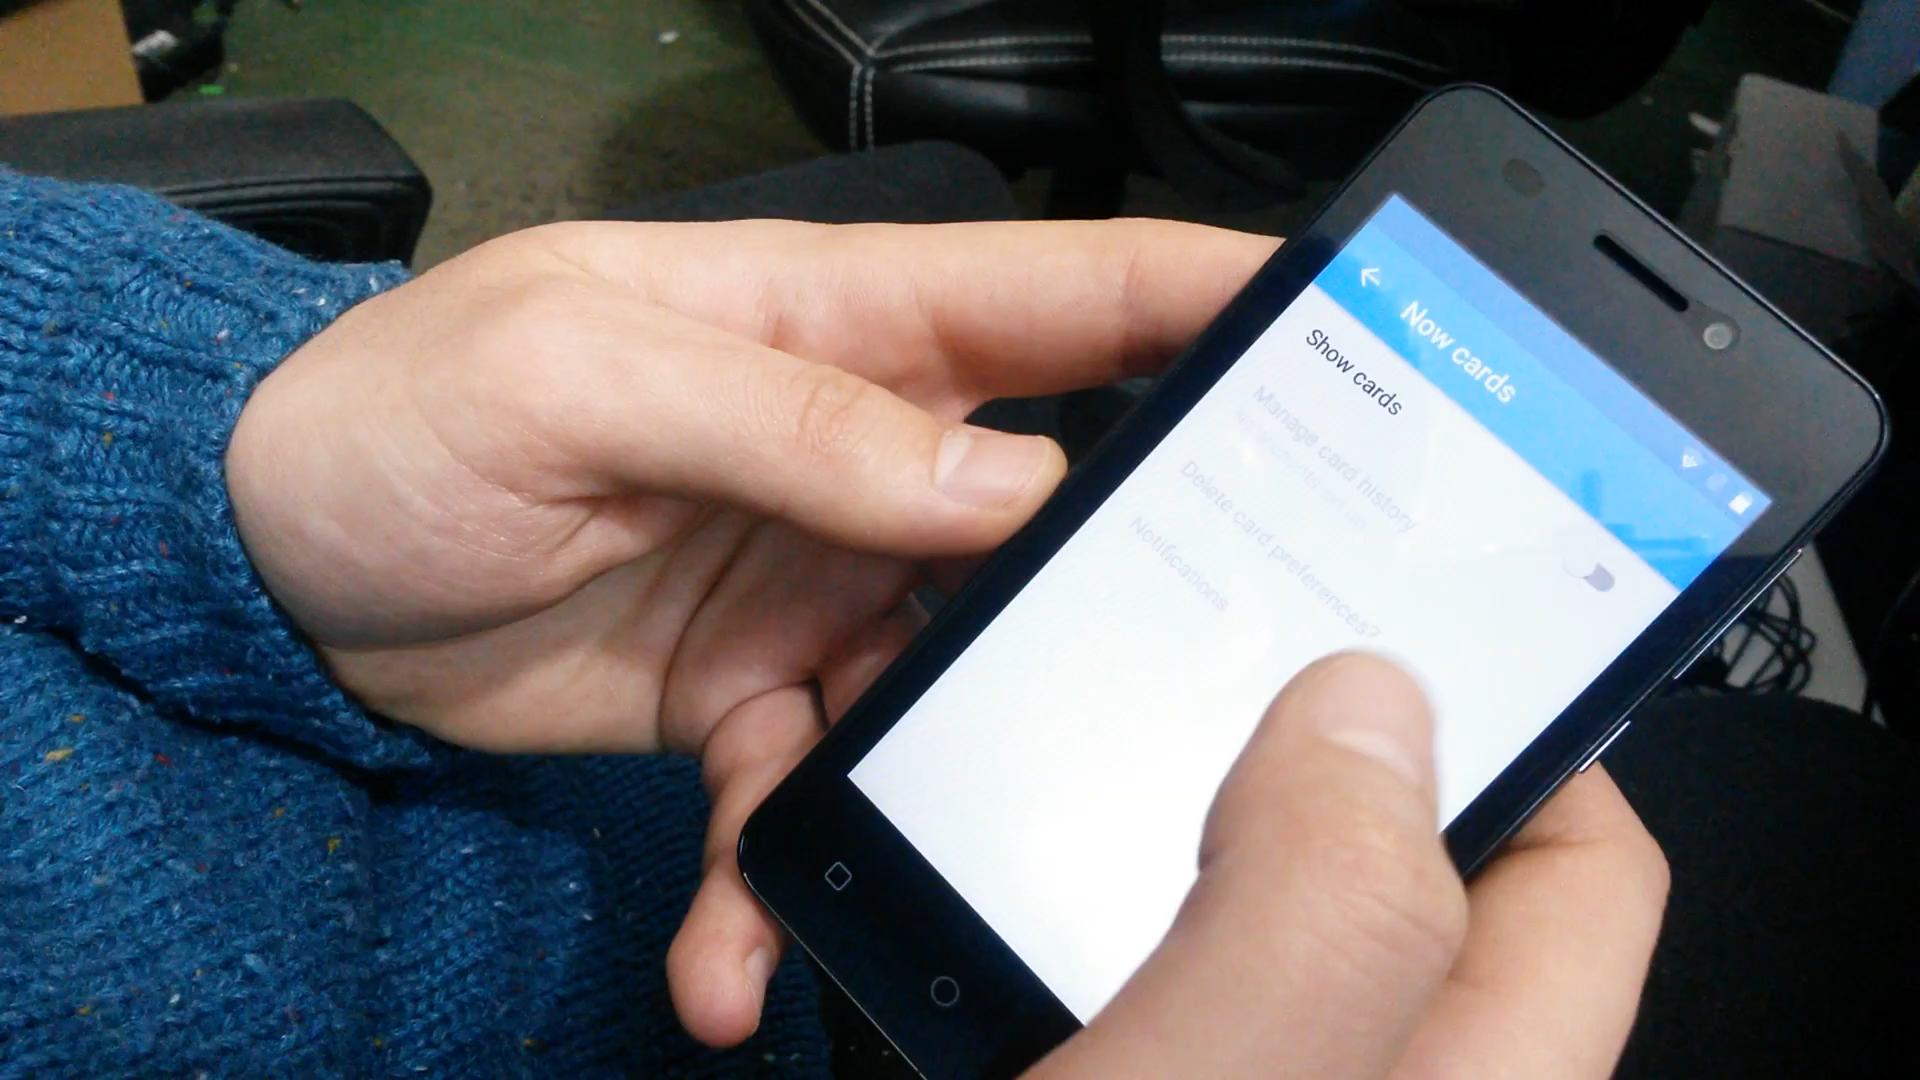 Now cards
Show cards
Manage card history
Delete card preferences?
Notifications